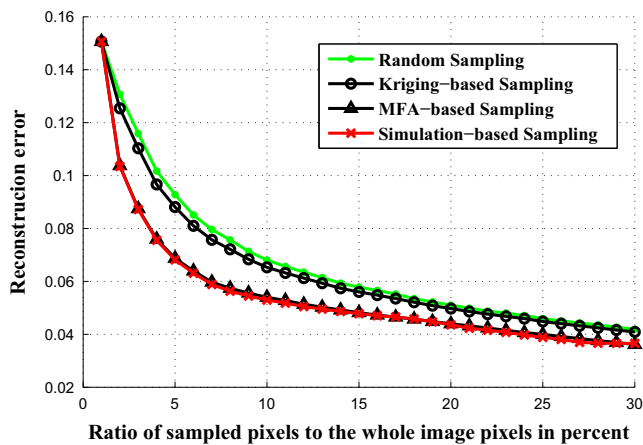 0.16
0.14
0.12
0.1
0.08
0.06
0.04
0.02
0
5
10
15
20
25
30
Reconstrucion error
Random Sampling
Kriging−based Sampling
MFA−based Sampling
Simulation−based Sampling
Ratio of sampled pixels to the whole image pixels in percent